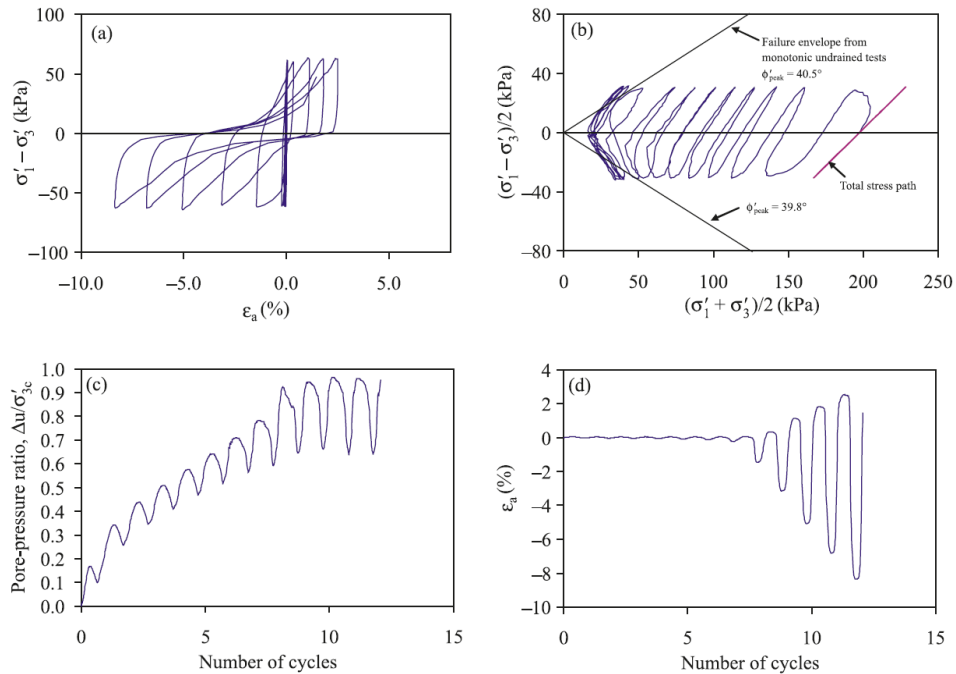 (a)
100
50
0
−50
−100
σ′₁ − σ′₃ (kPa)
−10.0
−5.0
0.0
5.0
εₐ (%)
(b)
80
40
0
−40
−80
(σ′₁ − σ′₃)/2 (kPa)
Failure envelope from
monotonic undrained tests
ϕ′peak = 40.5°
Total stress path
ϕ′peak = 39.8°
0
50
100
150
200
250
(σ′₁ + σ′₃)/2 (kPa)
(c)
1.0
0.9
0.8
0.7
0.6
0.5
0.4
0.3
0.2
0.1
0.0
Pore-pressure ratio, Δu/σ′3c
0
5
10
15
Number of cycles
(d)
4
2
0
−2
−4
−6
−8
−10
εₐ (%)
0
5
10
15
Number of cycles